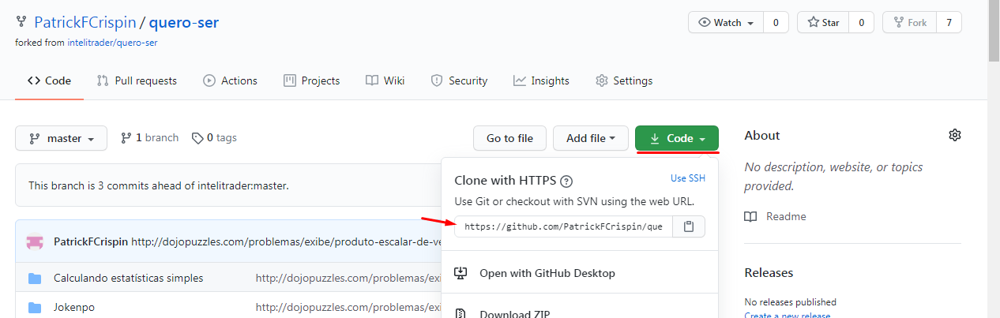 PatrickFCrispin / quero-ser
forked from intelitrader/quero-ser
Watch 0
Star 0
Fork 7
Code
Pull requests
Actions
Projects
Wiki
Security
Insights
Settings
master
1 branch
0 tags
Go to file
Add file
Code
This branch is 3 commits ahead of intelitrader:master.
PatrickFCrispin http://dojopuzzles.com/problemas/exibe/produto-escalar-de-ve
Calculando estatísticas simples http://dojopuzzles.com/problemas/exi
Jokenpo http://dojopuzzles.com/problemas/exi
Clone with HTTPS ?
Use SSH
Use Git or checkout with SVN using the web URL.
https://github.com/PatrickFCrispin/que
Open with GitHub Desktop
Download ZIP
About
No description, website, or topics
provided.
Readme
Releases
No releases published
Create a new release